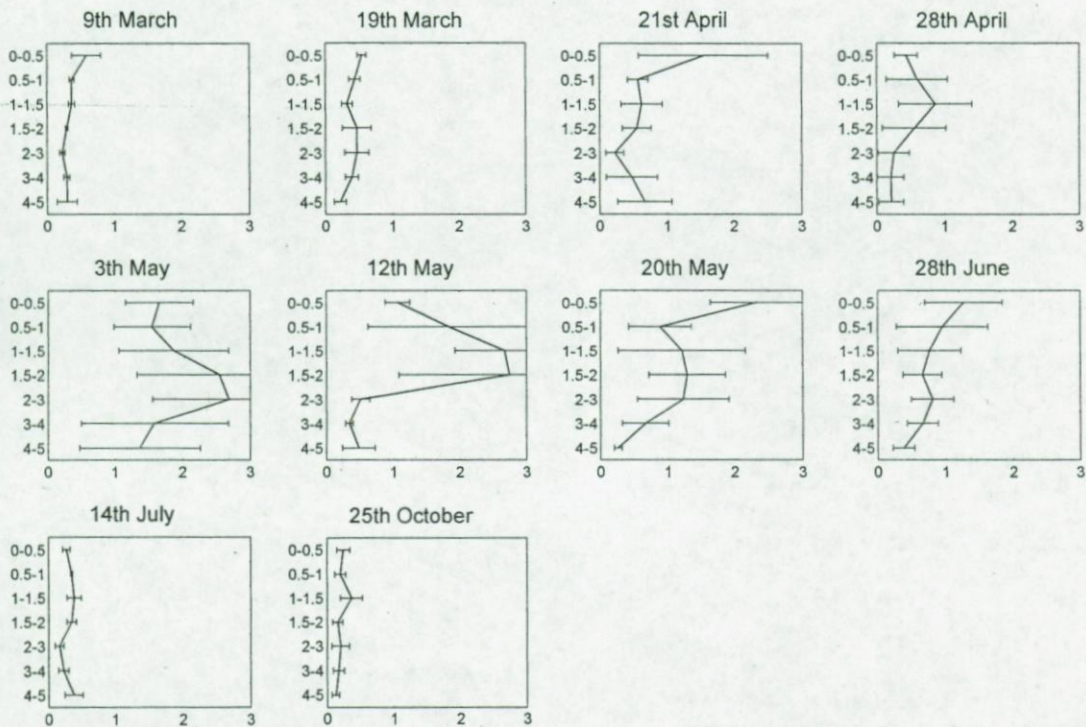 9th March 19th March 21st April 28th April
0-0.5 0-0.5 0-0.5 0-0.5
0.5-1 0.5-1 0.5-1 0.5-1
1-1.5 1-1.5 1-1.5 1-1.5
1.5-2 1.5-2 1.5-2 1.5-2
2-3 2-3 2-3 2-3
3-4 3-4 3-4 3-4
4-5 4-5 4-5 4-5
0 1 2 3 0 1 2 3 0 1 2 3 0 1 2 3
3th May 12th May 20th May 28th June
0-0.5 0-0.5 0-0.5 0-0.5
0.5-1 0.5-1 0.5-1 0.5-1
1-1.5 1-1.5 1-1.5 1-1.5
1.5-2 1.5-2 1.5-2 1.5-2
2-3 2-3 2-3 2-3
3-4 3-4 3-4 3-4
4-5 4-5 4-5 4-5
0 1 2 3 0 1 2 3 0 1 2 3 0 1 2 3
14th July 25th October
0-0.5 0-0.5
0.5-1 0.5-1
1-1.5 1-1.5
1.5-2 1.5-2
2-3 2-3
3-4 3-4
4-5 4-5
0 1 2 3 0 1 2 3